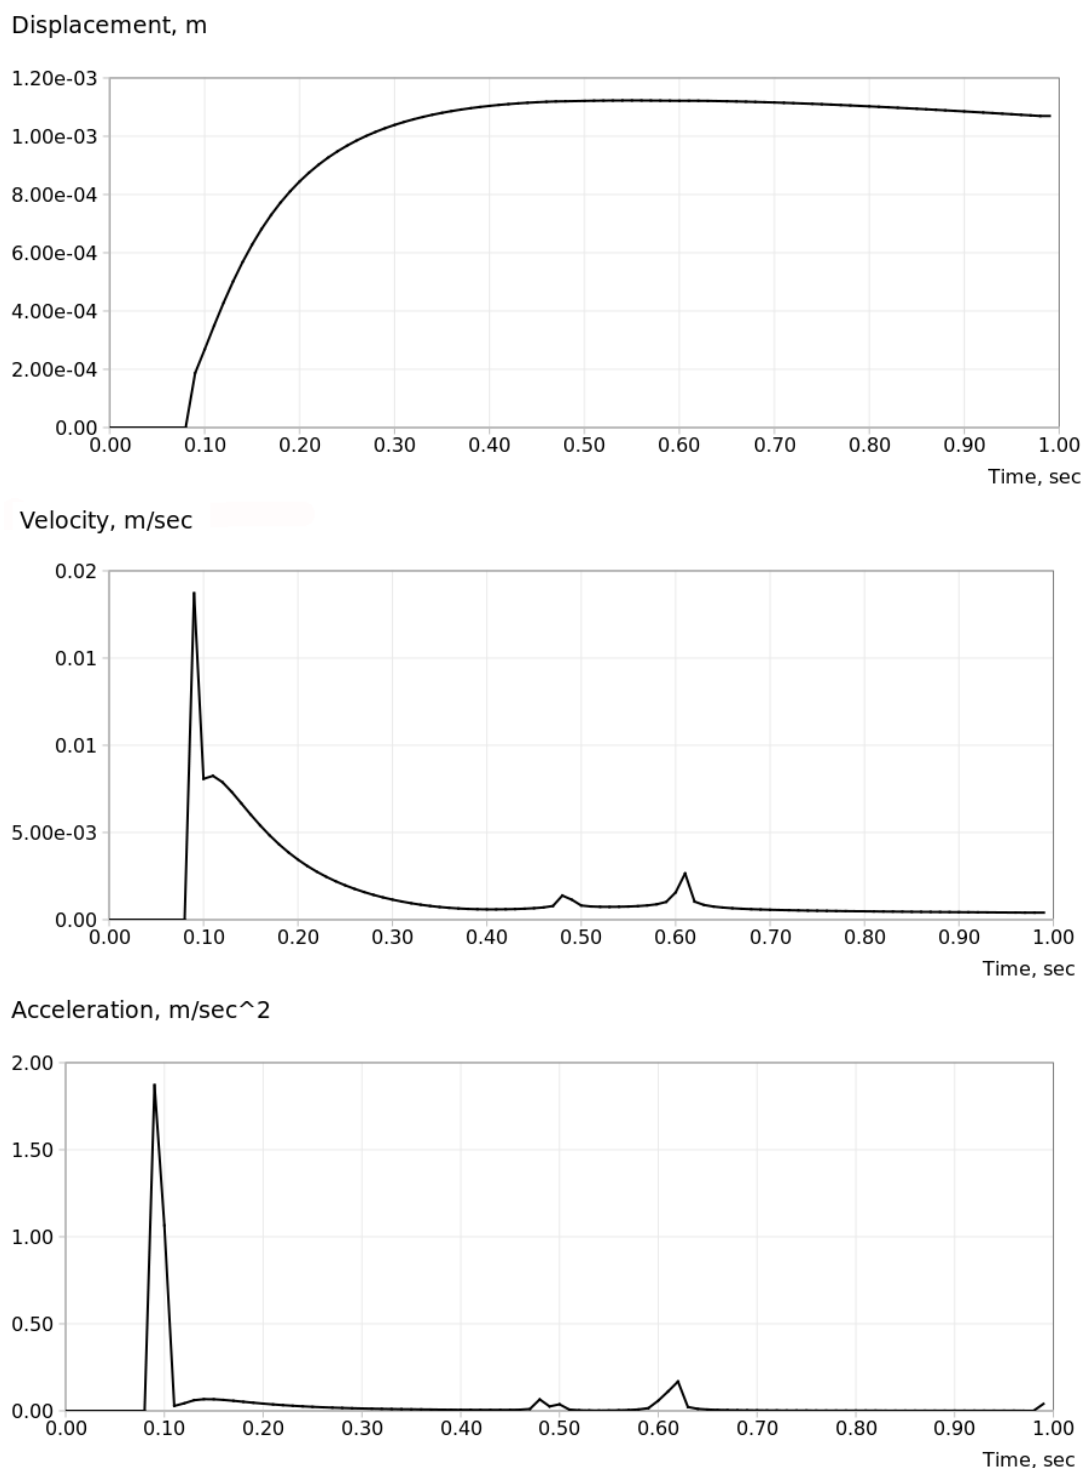 Displacement, m
1.20e-03
1.00e-03
8.00e-04
6.00e-04
4.00e-04
2.00e-04
0.00
0.00 0.10 0.20 0.30 0.40 0.50 0.60 0.70 0.80 0.90 1.00
Time, sec
Velocity, m/sec
0.02
0.01
0.01
5.00e-03
0.00
0.00 0.10 0.20 0.30 0.40 0.50 0.60 0.70 0.80 0.90 1.00
Time, sec
Acceleration, m/sec^2
2.00
1.50
1.00
0.50
0.00
0.00 0.10 0.20 0.30 0.40 0.50 0.60 0.70 0.80 0.90 1.00
Time, sec